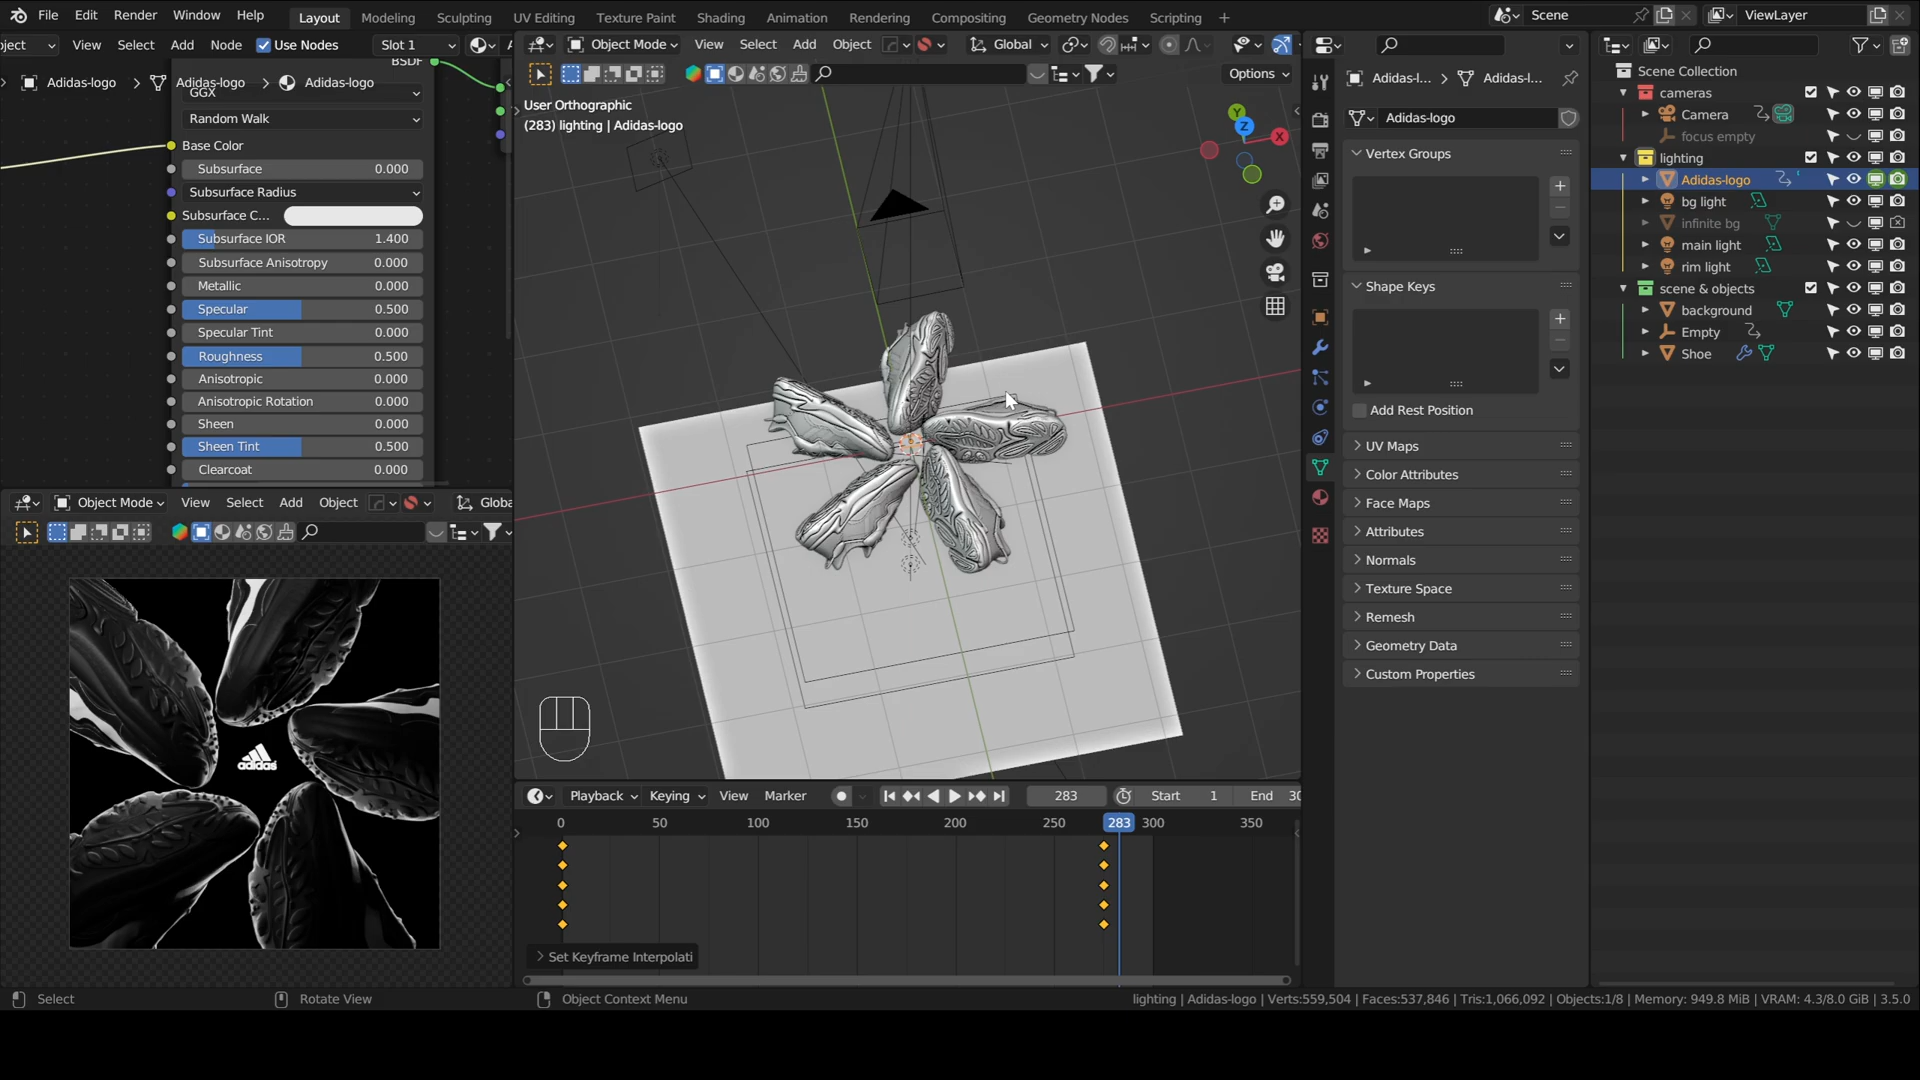 File Edit Render Window Help Layout Modeling Sculpting UV Editing Texture Paint Shading Animation Rendering Compositing Geometry Nodes Scripting + Scene ViewLayer
ject View Select Add Node Use Nodes Slot 1
Object Mode View Select Add Object Global
Options
Adidas-logo > Adidas-logo > Adidas-logo
BSDF
GGX
Random Walk
Base Color
Subsurface 0.000
Subsurface Radius
Subsurface C...
Subsurface IOR 1.400
Subsurface Anisotropy 0.000
Metallic 0.000
Specular 0.500
Specular Tint 0.000
Roughness 0.500
Anisotropic 0.000
Anisotropic Rotation 0.000
Sheen 0.000
Sheen Tint 0.500
Clearcoat 0.000
Object Mode View Select Add Object Globa
adidas
User Orthographic
(283) lighting | Adidas-logo
Y
Z
X
Playback Keying View Marker 283 Start 1 End 30
0 50 100 150 200 250 283 300 350
> Set Keyframe Interpolati
Adidas-l... > Adidas-l...
Adidas-logo
Vertex Groups
Shape Keys
Add Rest Position
UV Maps
Color Attributes
Face Maps
Attributes
Normals
Texture Space
Remesh
Geometry Data
Custom Properties
Scene Collection
cameras
Camera
focus empty
lighting
Adidas-logo
bg light
infinite bg
main light
rim light
scene & objects
background
Empty
Shoe
Select Rotate View Object Context Menu
lighting | Adidas-logo | Verts:559,504 | Faces:537,846 | Tris:1,066,092 | Objects:1/8 | Memory: 949.8 MiB | VRAM: 4.3/8.0 GiB | 3.5.0